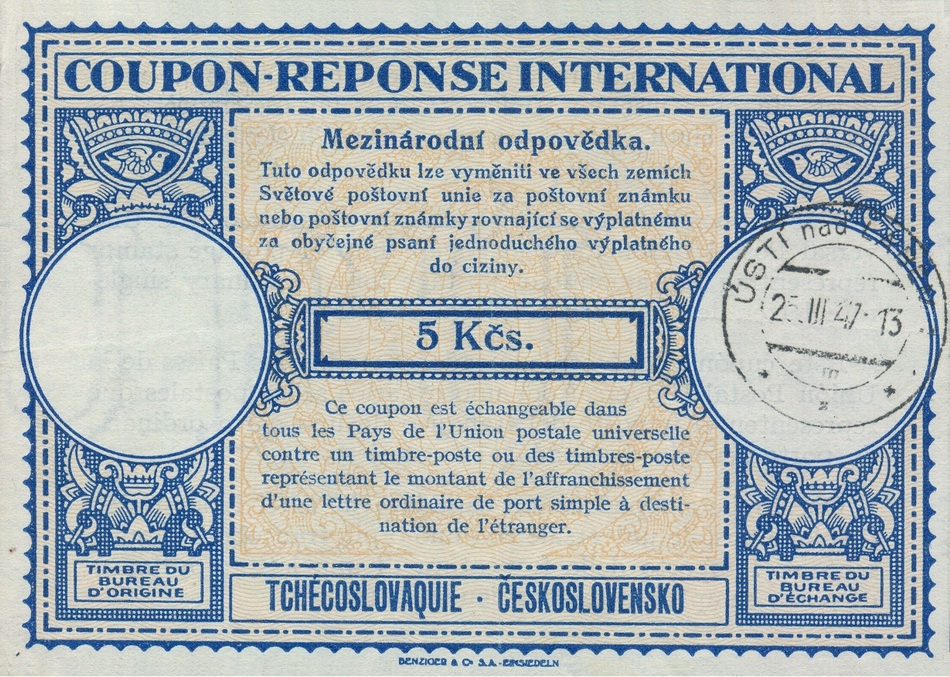 COUPON-REPONSE INTERNATIONAL
Mezinárodní odpovědka.
Tuto odpovědku lze vyměniti ve všech zemích
Světové poštovní unie za poštovní známku
nebo poštovní známky rovnající se výplatnému
za obyčejné psaní jednoduchého výplatného
do ciziny.
5 Kčs.
Ce coupon est échangeable dans
tous les Pays de l'Union postale universelle
contre un timbre-poste ou des timbres-poste
représentant le montant de l'affranchissement
d'une lettre ordinaire de port simple à desti-
nation de l'étranger.
TIMBRE DU
BUREAU
D'ORIGINE
TCHÉCOSLOVAQUIE · ČESKOSLOVENSKO
ÚSTÍ nad
25.III 47-13
m
z
TIMBRE DU
BUREAU
D'ÉCHANGE
BENZIGER & Co S.A. - EINSIEDELN